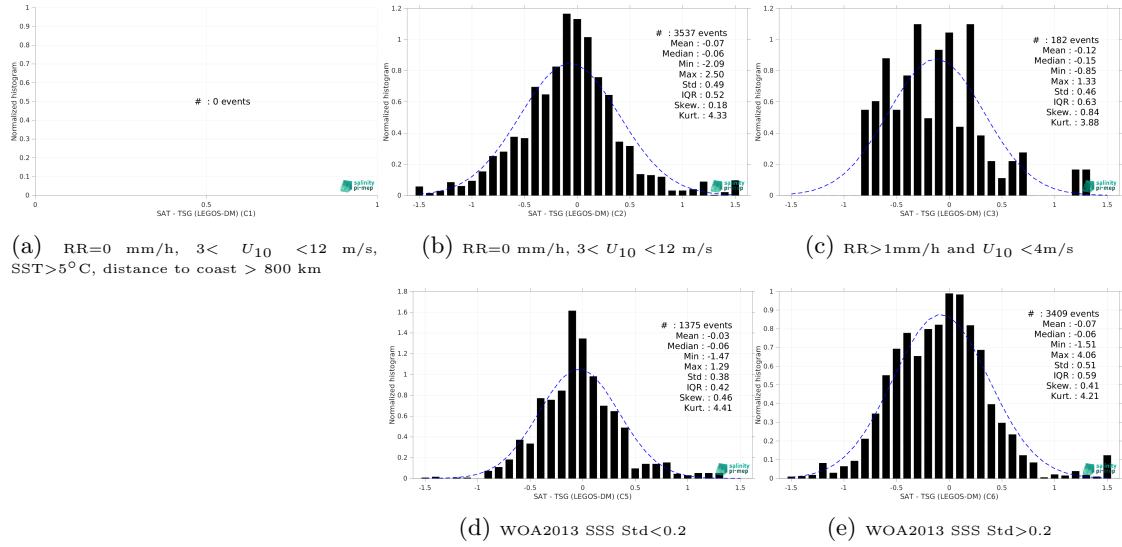 Normalized histogram
1
0.9
0.8
0.7
0.6
0.5
0.4
0.3
0.2
0.1
0
# : 0 events
salinity
pi-mep
0 0.5 1
SAT - TSG (LEGOS-DM) (C1)
(a) RR=0 mm/h, 3< U10 <12 m/s,
SST>5°C, distance to coast > 800 km
Normalized histogram
1.2
1
0.8
0.6
0.4
0.2
0
# : 3537 events
Mean : -0.07
Median : -0.06
Min : -2.09
Max : 2.50
Std : 0.49
IQR : 0.52
Skew. : 0.18
Kurt. : 4.33
salinity
pi-mep
-1.5 -1 -0.5 0 0.5 1 1.5
SAT - TSG (LEGOS-DM) (C2)
(b) RR=0 mm/h, 3< U10 <12 m/s
Normalized histogram
1.2
1
0.8
0.6
0.4
0.2
0
# : 182 events
Mean : -0.12
Median : -0.15
Min : -0.85
Max : 1.33
Std : 0.46
IQR : 0.63
Skew. : 0.84
Kurt. : 3.88
salinity
pi-mep
-1.5 -1 -0.5 0 0.5 1 1.5
SAT - TSG (LEGOS-DM) (C3)
(c) RR>1mm/h and U10 <4m/s
Normalized histogram
1.8
1.6
1.4
1.2
1
0.8
0.6
0.4
0.2
0
# : 1375 events
Mean : -0.03
Median : -0.06
Min : -1.47
Max : 1.29
Std : 0.38
IQR : 0.42
Skew. : 0.46
Kurt. : 4.41
salinity
pi-mep
-1.5 -1 -0.5 0 0.5 1 1.5
SAT - TSG (LEGOS-DM) (C5)
(d) WOA2013 SSS Std<0.2
Normalized histogram
1
0.9
0.8
0.7
0.6
0.5
0.4
0.3
0.2
0.1
0
# : 3409 events
Mean : -0.07
Median : -0.06
Min : -1.51
Max : 4.06
Std : 0.51
IQR : 0.59
Skew. : 0.41
Kurt. : 4.21
salinity
pi-mep
-1.5 -1 -0.5 0 0.5 1 1.5
SAT - TSG (LEGOS-DM) (C6)
(e) WOA2013 SSS Std>0.2